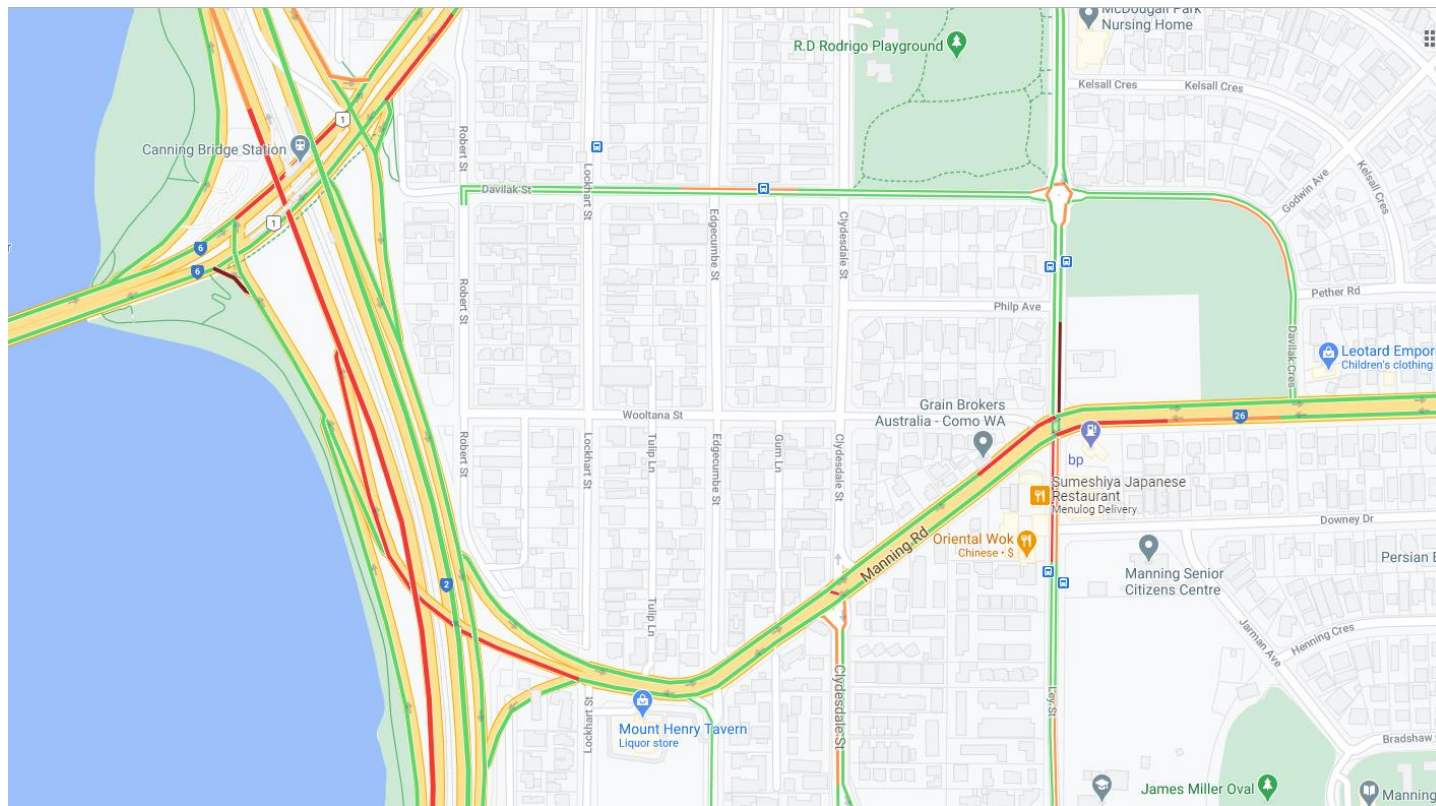 McDougall Park
Nursing Home
R.D Rodrigo Playground
Kelsall Cres
Kelsall Cres
1
Canning Bridge Station
Robert St
Lockhart St
Kelsall Cres
Godwin Ave
Davilak St
Edgecumbe St
Clydesdale St
1
6
6
Robert St
Philp Ave
Pether Rd
Davilak Cres
Leotard Empori
Children's clothing
Grain Brokers
Australia - Como WA
Wooltana St
26
Robert St
Lockhart St
Tulip Ln
Edgecumbe St
Gum Ln
Clydesdale St
bp
Sumeshiya Japanese
Restaurant
Menulog Delivery
Downey Dr
Oriental Wok
Chinese • $
Manning Rd
Manning Senior
Citizens Centre
Persian
2
Tulip Ln
Henning Cres
Jarman Ave
Clydesdale St
Ley St
Lockhart St
Mount Henry Tavern
Liquor store
Bradshaw
James Miller Oval
Manning